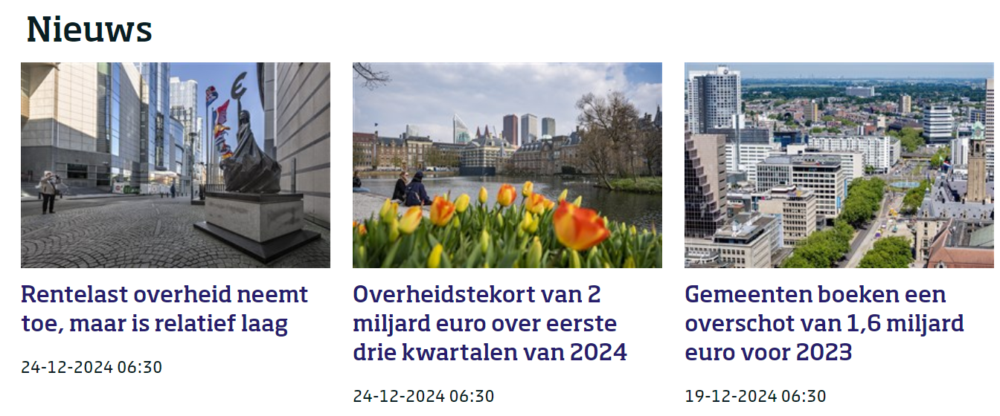 Nieuws
Rentelast overheid neemt
toe, maar is relatief laag
24-12-2024 06:30
Overheidstekort van 2
miljard euro over eerste
drie kwartalen van 2024
24-12-2024 06:30
Gemeenten boeken een
overschot van 1,6 miljard
euro voor 2023
19-12-2024 06:30